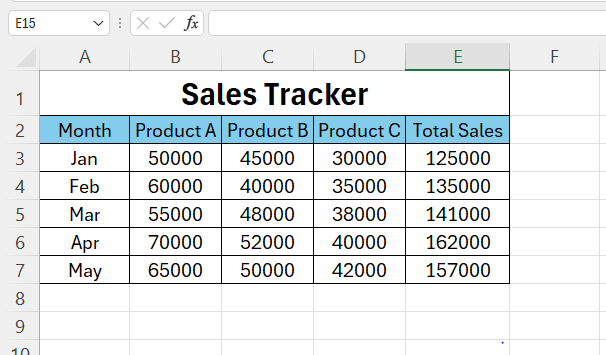 E15 fx
A B C D E F
1 Sales Tracker
2 Month Product A Product B Product C Total Sales
3 Jan 50000 45000 30000 125000
4 Feb 60000 40000 35000 135000
5 Mar 55000 48000 38000 141000
6 Apr 70000 52000 40000 162000
7 May 65000 50000 42000 157000
8
9
10